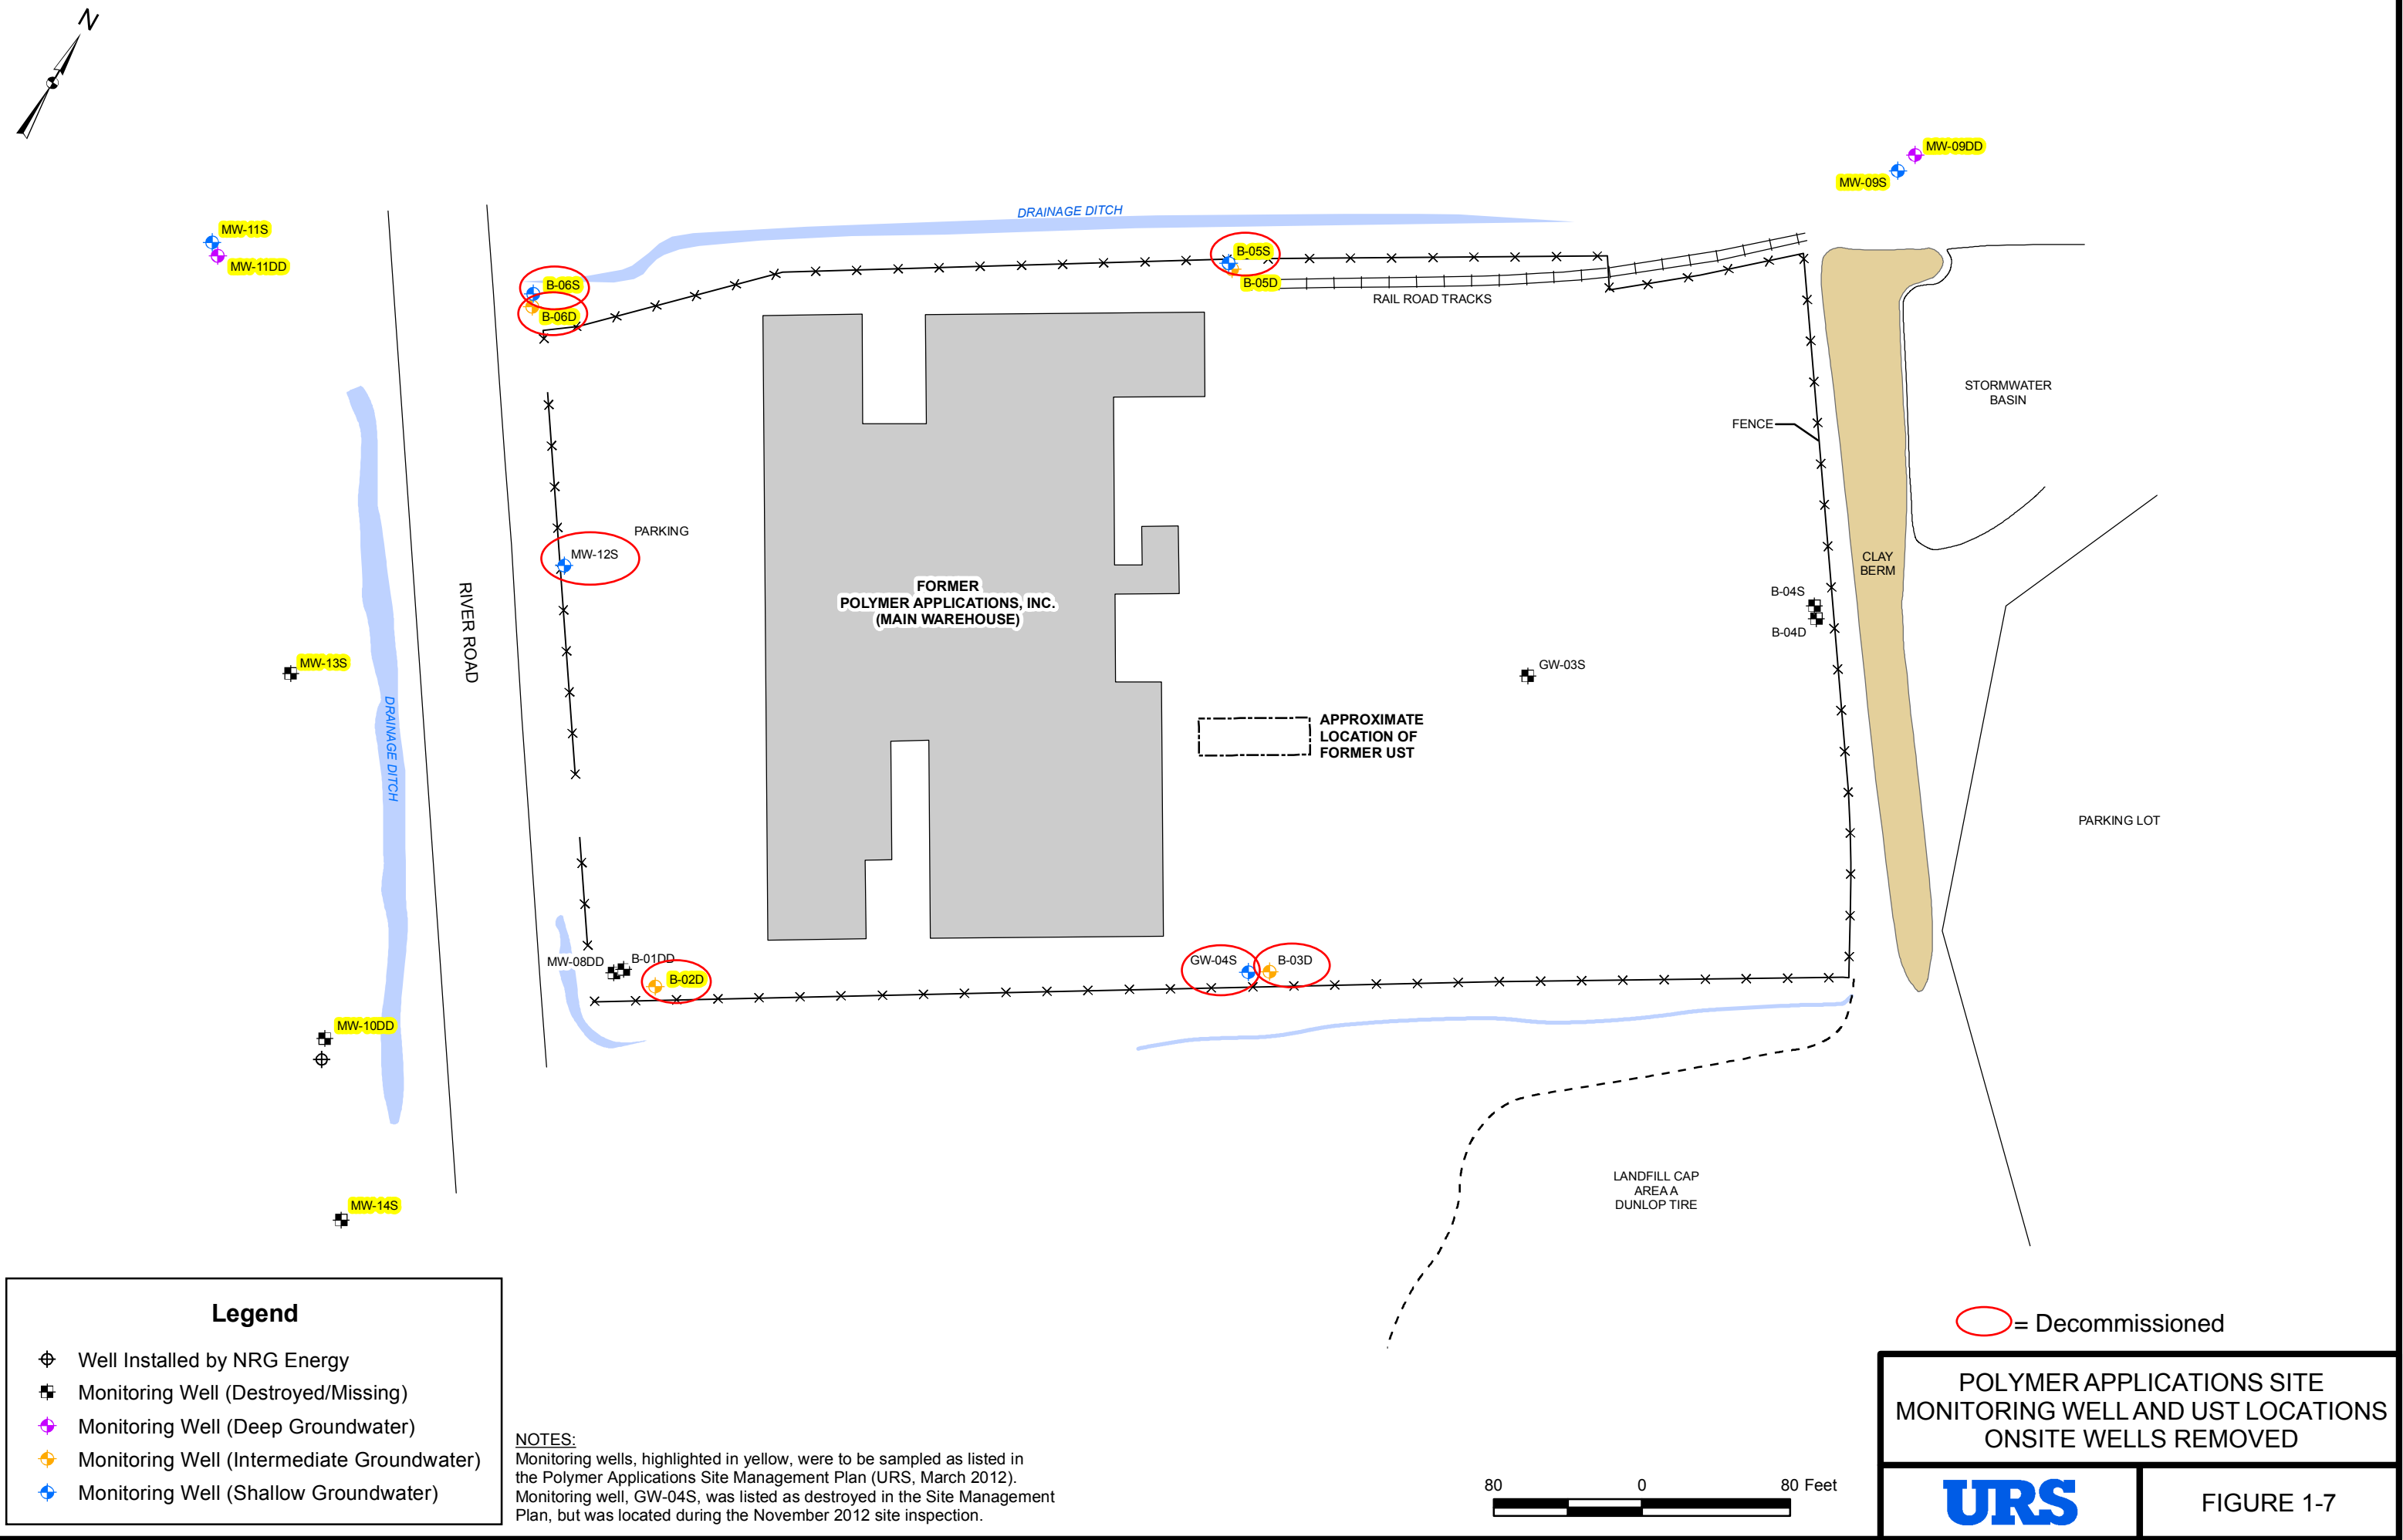 N
MW-09DD
MW-09S
DRAINAGE DITCH
MW-11S
MW-11DD
B-05S
B-05D
B-06S
B-06D
RAIL ROAD TRACKS
STORMWATER
BASIN
FENCE
PARKING
MW-12S
CLAY
BERM
FORMER
POLYMER APPLICATIONS, INC.
(MAIN WAREHOUSE)
B-04S
B-04D
RIVER ROAD
MW-13S
GW-03S
DRAINAGE DITCH
APPROXIMATE
LOCATION OF
FORMER UST
PARKING LOT
MW-08DD
B-01DD
B-02D
GW-04S
B-03D
MW-10DD
LANDFILL CAP
AREA A
DUNLOP TIRE
MW-14S
Legend
Well Installed by NRG Energy
Monitoring Well (Destroyed/Missing)
Monitoring Well (Deep Groundwater)
Monitoring Well (Intermediate Groundwater)
Monitoring Well (Shallow Groundwater)
NOTES:
Monitoring wells, highlighted in yellow, were to be sampled as listed in
the Polymer Applications Site Management Plan (URS, March 2012).
Monitoring well, GW-04S, was listed as destroyed in the Site Management
Plan, but was located during the November 2012 site inspection.
80 0 80 Feet
= Decommissioned
POLYMER APPLICATIONS SITE
MONITORING WELL AND UST LOCATIONS
ONSITE WELLS REMOVED
URS
FIGURE 1-7